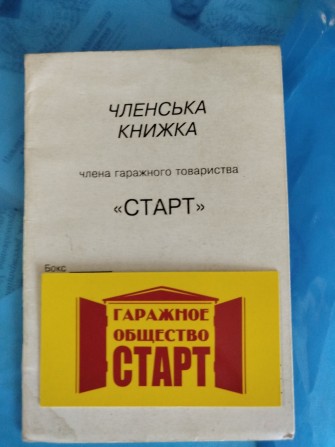 ЧЛЕНСЬКА
КНИЖКА
члена гаражного товариства
«СТАРТ»
Бокс
ГАРАЖНОЕ
ОБЩЕСТВО
СТАРТ